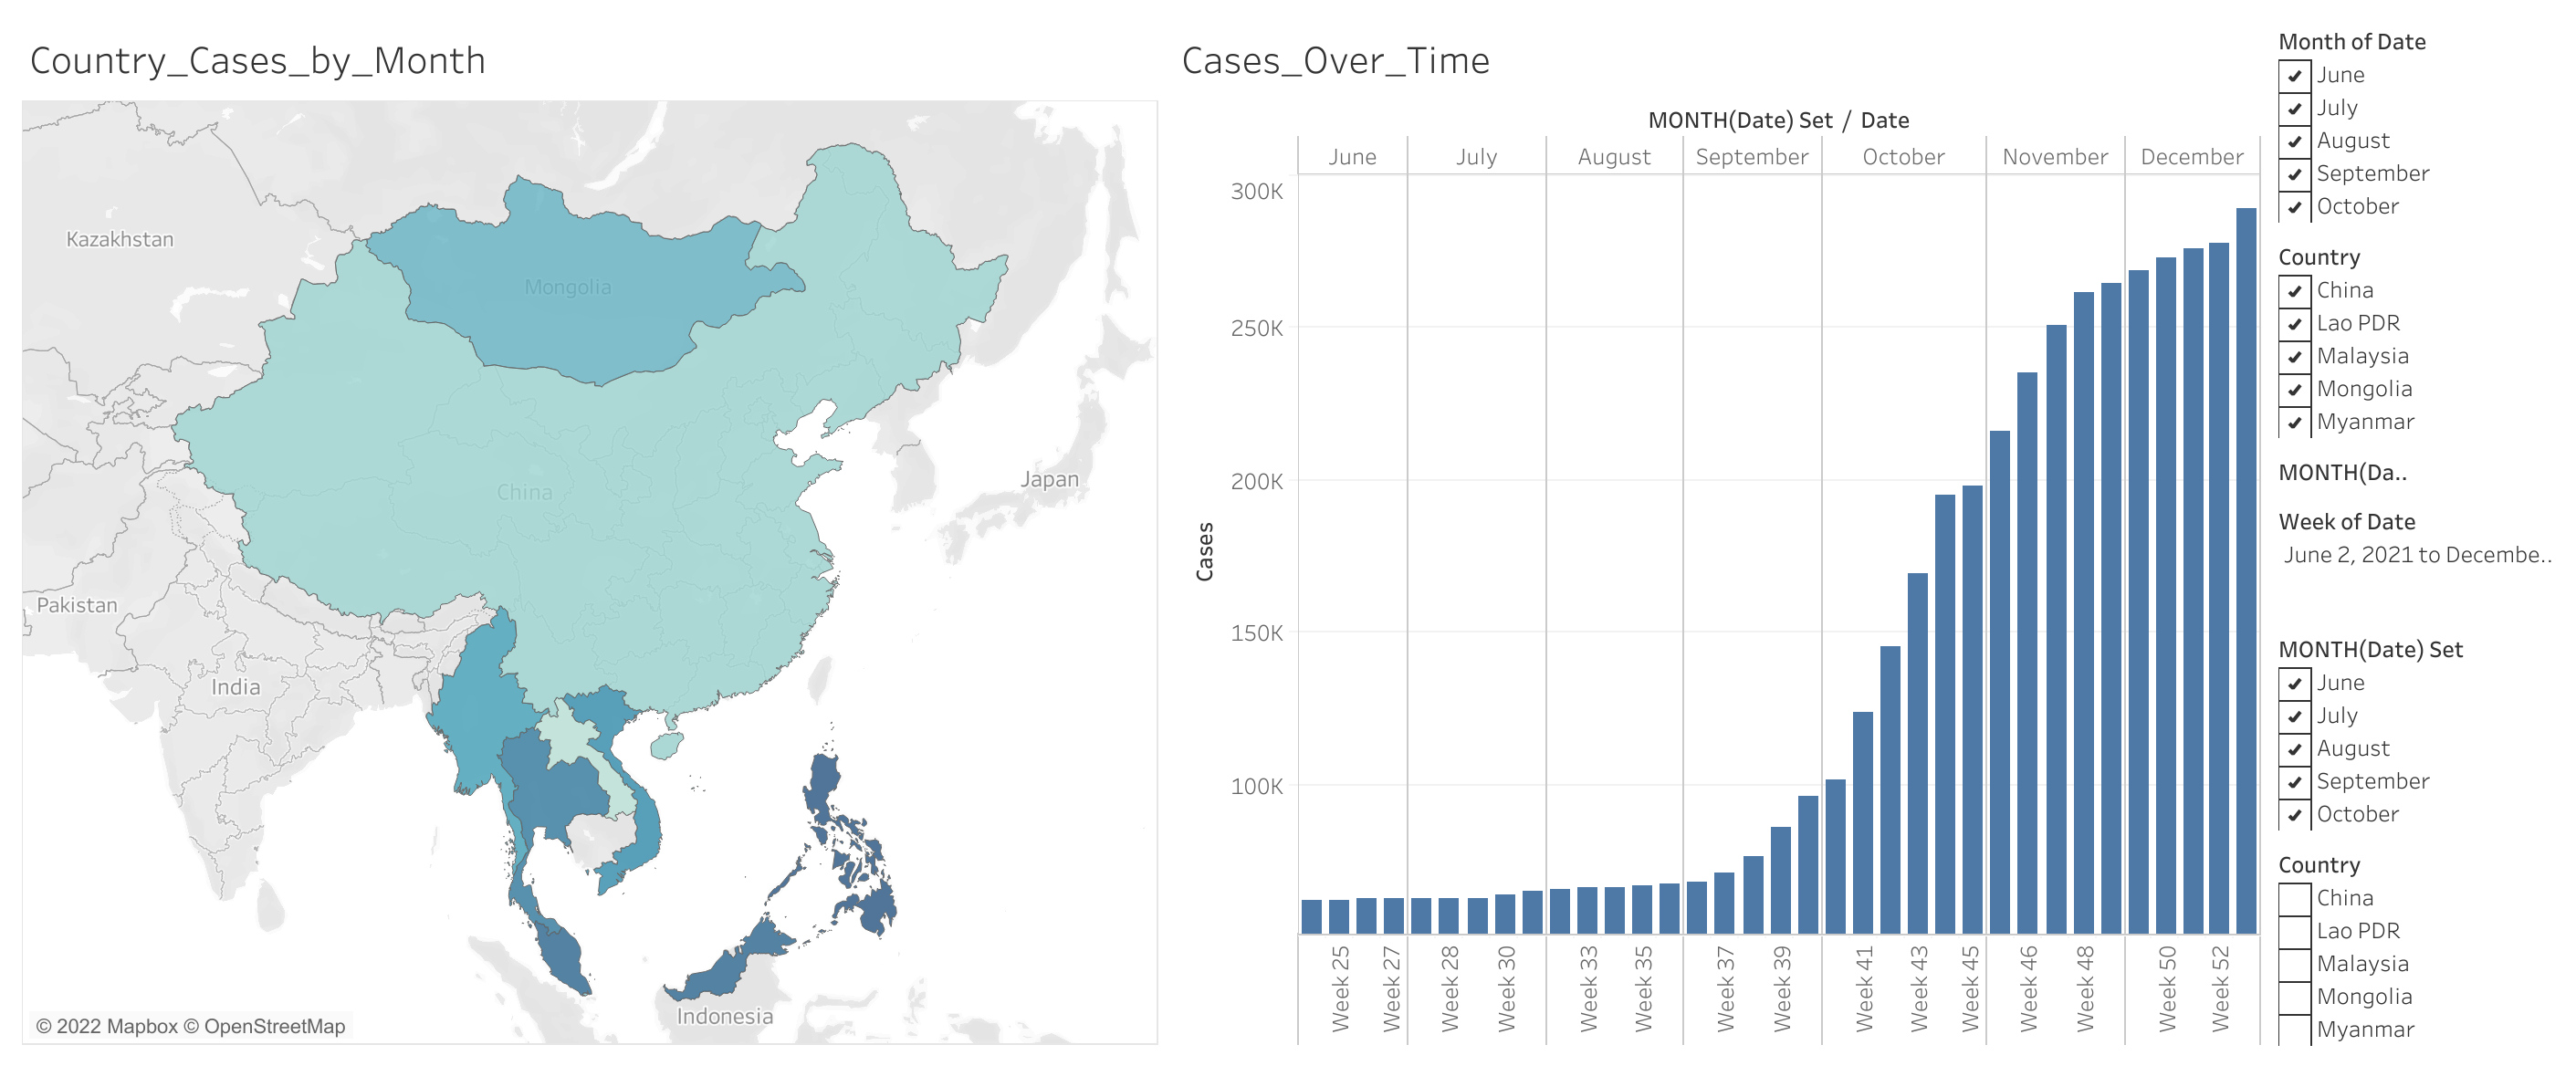 Country_Cases_by_Month
Kazakhstan
Mongolia
China
Japan
Pakistan
India
Indonesia
© 2022 Mapbox © OpenStreetMap
Cases_Over_Time
MONTH(Date) Set / Date
June July August September October November December
300K
250K
200K
150K
100K
Cases
Week 25 Week 27 Week 28 Week 30 Week 33 Week 35 Week 37 Week 39 Week 41 Week 43 Week 45 Week 46 Week 48 Week 50 Week 52
Month of Date
June
July
August
September
October
Country
China
Lao PDR
Malaysia
Mongolia
Myanmar
MONTH(Da..
Week of Date
June 2, 2021 to Decembe..
MONTH(Date) Set
June
July
August
September
October
Country
China
Lao PDR
Malaysia
Mongolia
Myanmar